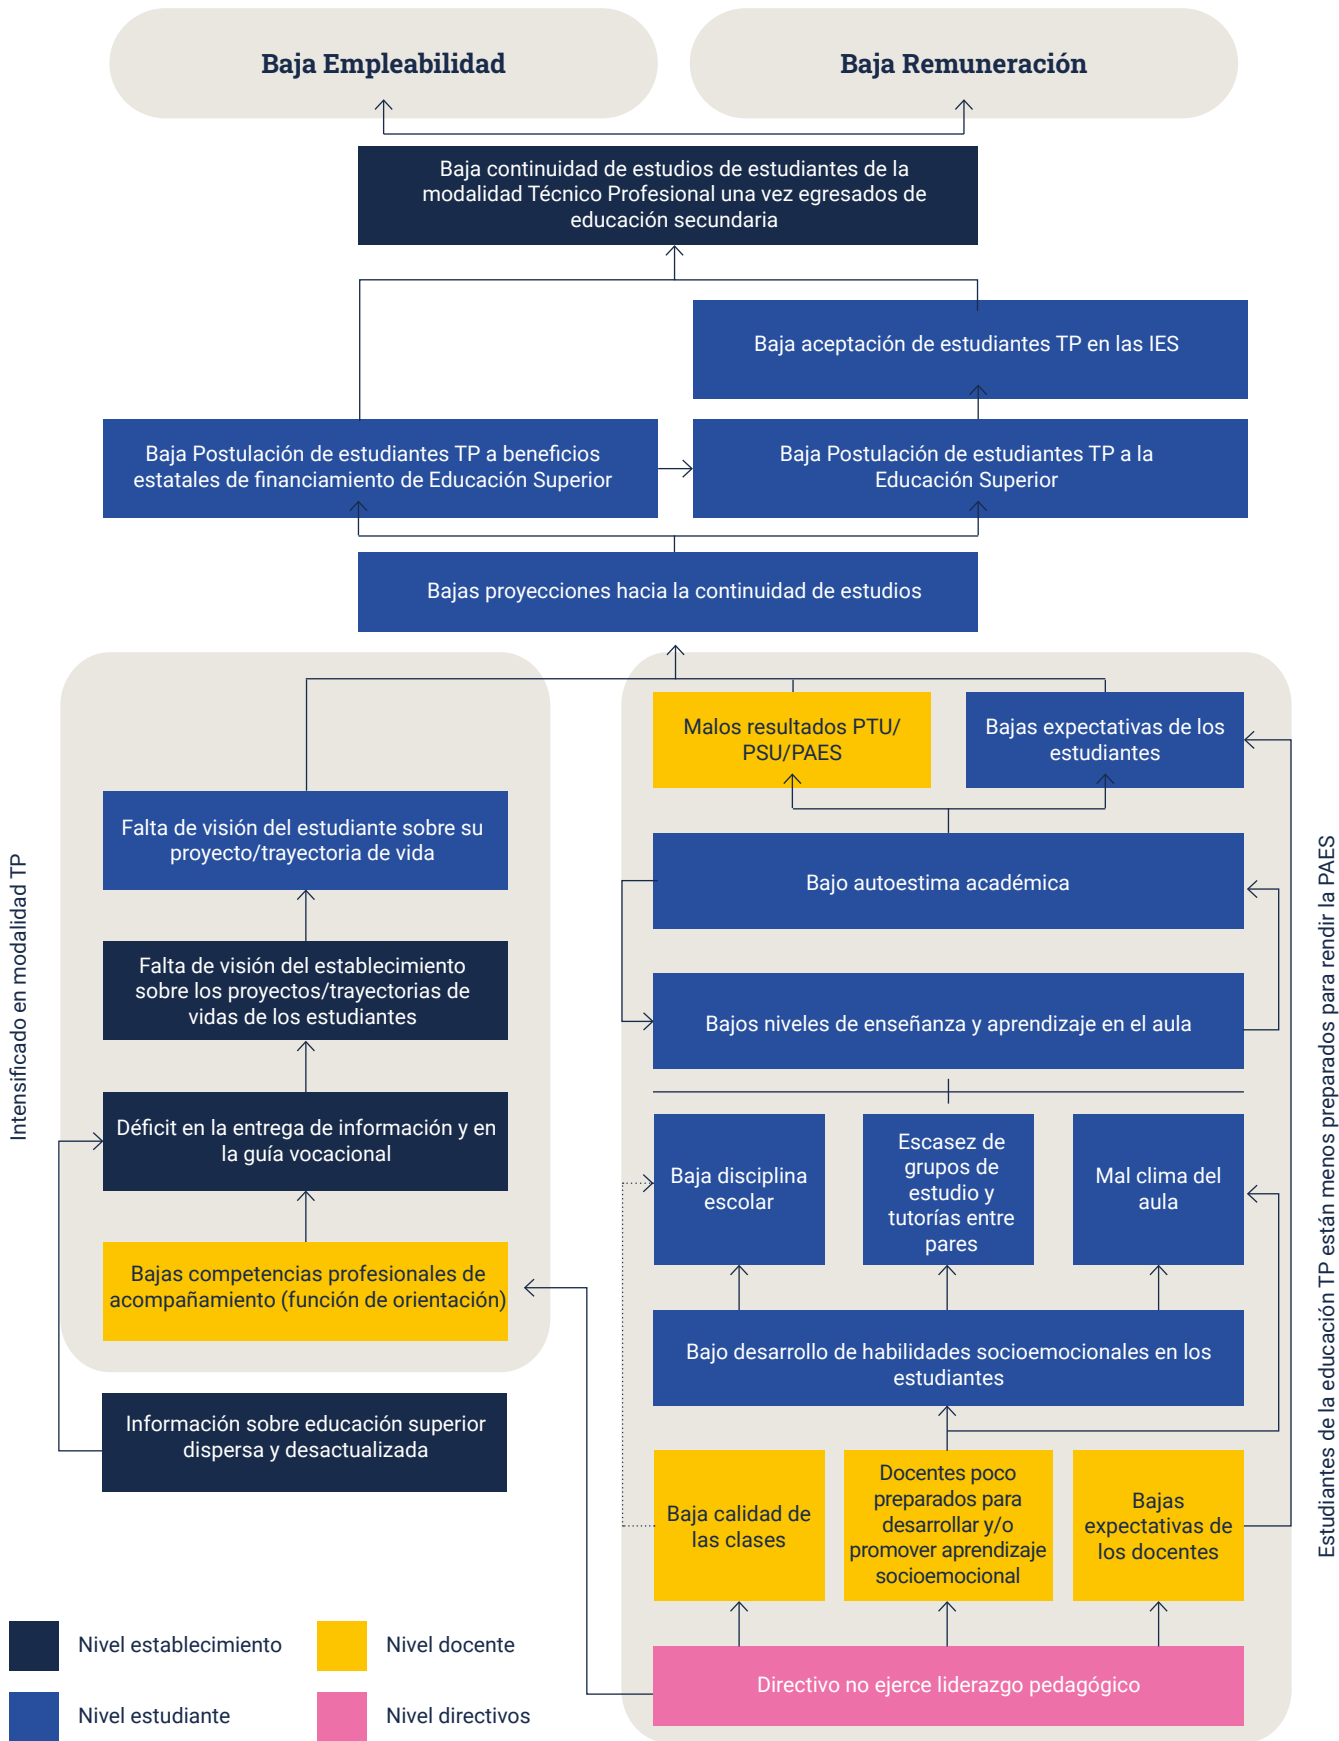 Baja Empleabilidad
Baja Remuneración
Baja continuidad de estudios de estudiantes de la
modalidad Técnico Profesional una vez egresados de
educación secundaria
Baja aceptación de estudiantes TP en las IES
Baja Postulación de estudiantes TP a beneficios
estatales de financiamiento de Educación Superior
Baja Postulación de estudiantes TP a la
Educación Superior
Bajas proyecciones hacia la continuidad de estudios
Intensificado en modalidad TP
Falta de visión del estudiante sobre su
proyecto/trayectoria de vida
Falta de visión del establecimiento
sobre los proyectos/trayectorias de
vidas de los estudiantes
Déficit en la entrega de información y en
la guía vocacional
Bajas competencias profesionales de
acompañamiento (función de orientación)
Información sobre educación superior
dispersa y desactualizada
Malos resultados PTU/
PSU/PAES
Bajas expectativas de los
estudiantes
Bajo autoestima académica
Bajos niveles de enseñanza y aprendizaje en el aula
Baja disciplina
escolar
Escasez de
grupos de
estudio y
tutorías entre
pares
Mal clima del
aula
Bajo desarrollo de habilidades socioemocionales en los
estudiantes
Baja calidad de
las clases
Docentes poco
preparados para
desarrollar y/o
promover aprendizaje
socioemocional
Bajas
expectativas de
los docentes
Directivo no ejerce liderazgo pedagógico
Estudiantes de la educación TP están menos preparados para rendir la PAES
Nivel establecimiento
Nivel docente
Nivel estudiante
Nivel directivos